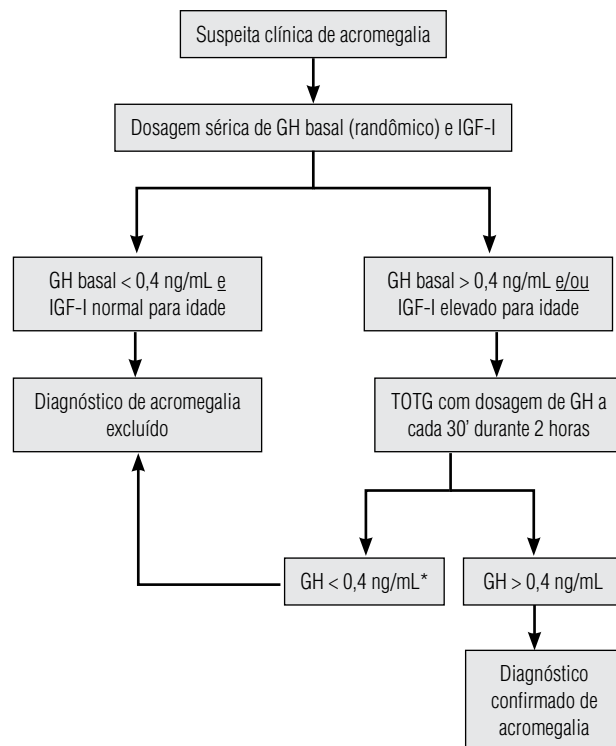 Suspeita clínica de acromegalia
Dosagem sérica de GH basal (randômico) e IGF-I
GH basal < 0,4 ng/mL e
IGF-I normal para idade
GH basal > 0,4 ng/mL e/ou
IGF-I elevado para idade
Diagnóstico de acromegalia
excluído
TOTG com dosagem de GH a
cada 30’ durante 2 horas
GH < 0,4 ng/mL*
GH > 0,4 ng/mL
Diagnóstico
confirmado de
acromegalia